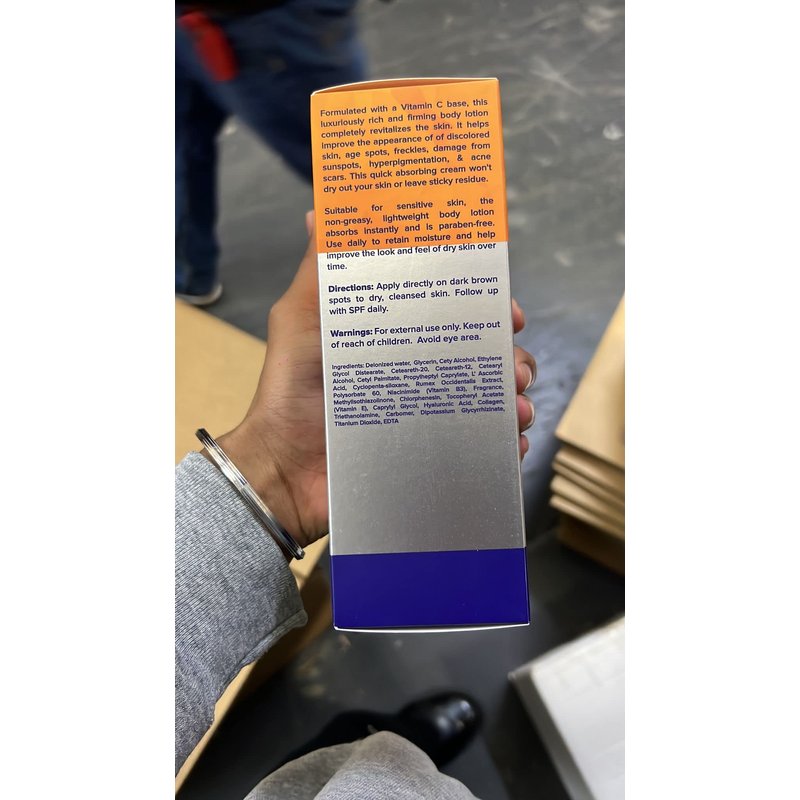 Formulated with a Vitamin C base, this
luxuriously rich and firming body lotion
completely revitalizes the skin. It helps
improve the appearance of of discolored
skin, age spots, freckles, damage from
sunspots, hyperpigmentation, & acne
scars. This quick absorbing cream won't
dry out your skin or leave sticky residue.
Suitable for sensitive skin, the
non-greasy, lightweight body lotion
absorbs instantly and is paraben-free.
Use daily to retain moisture and help
improve the look and feel of dry skin over
time.
Directions: Apply directly on dark brown
spots to dry, cleansed skin. Follow up
with SPF daily.
Warnings: For external use only. Keep out
of reach of children. Avoid eye area.
Ingredients: Deionized water, Glycerin, Cety Alcohol, Ethylene
Glycol Distearate, Ceteareth-20, Ceteareth-12, Cetearyl
Alcohol, Cetyl Palmitate, Propylheptyl Caprylate, L' Ascorbic
Acid, Cyclopenta-siloxane, Rumex Occidentalis Extract,
Polysorbate 60, Niacinimide (Vitamin B3), Fragrance,
Methylisothiazolinone, Chlorphenesin, Tocopheryl Acetate
(Vitamin E), Caprylyl Glycol, Hyaluronic Acid, Collagen,
Triethanolamine, Carbomer, Dipotassium Glycyrrhizinate,
Titanium Dioxide, EDTA